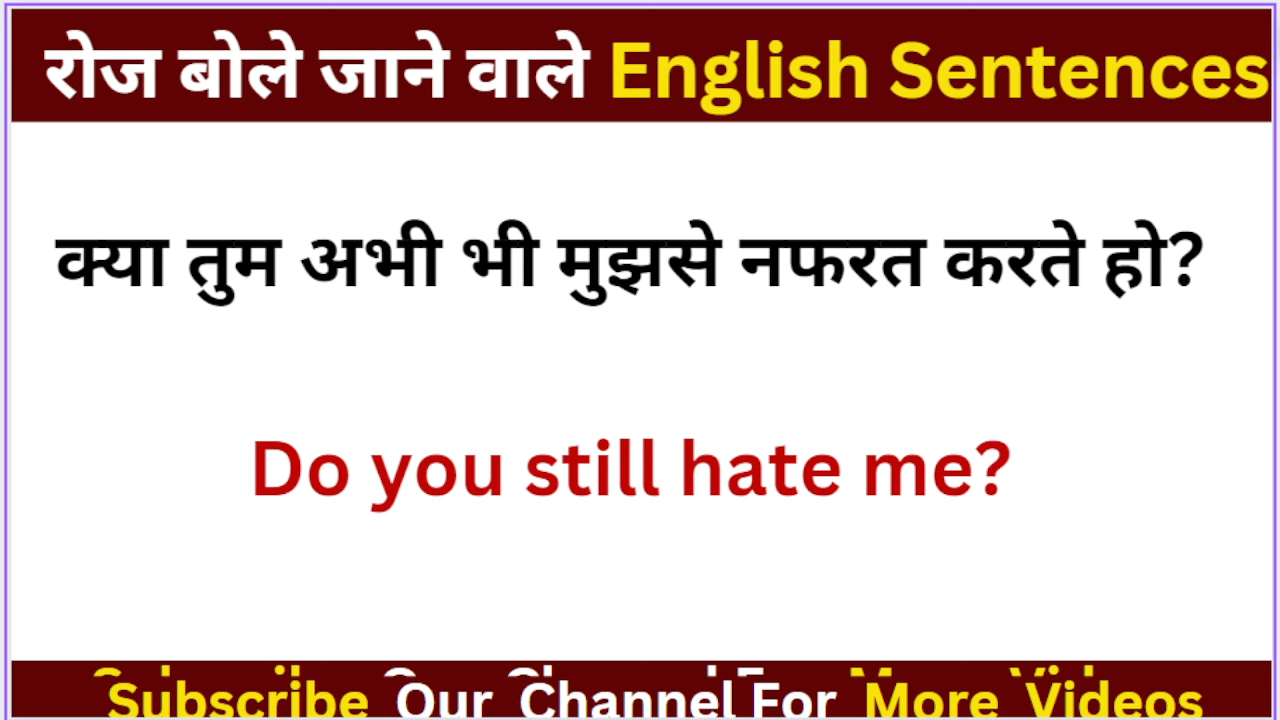 रोज बोले जाने वाले English Sentences
क्या तुम अभी भी मुझसे नफरत करते हो?
Do you still hate me?
Subscribe Our Channel For More Videos